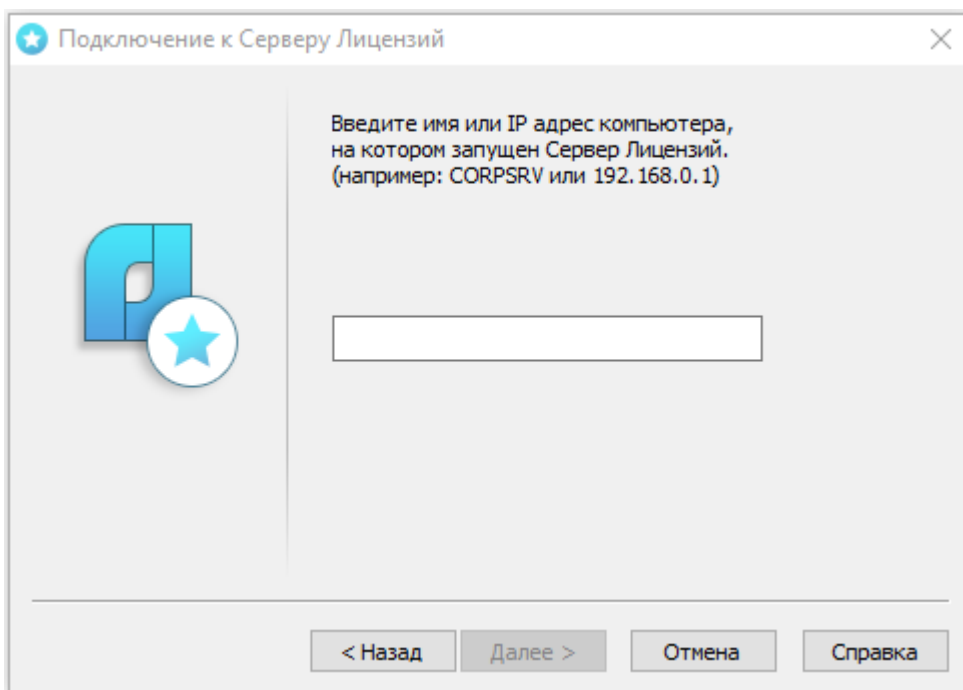 Подключение к Серверу Лицензий
Введите имя или IP адрес компьютера,
на котором запущен Сервер Лицензий.
(например: CORPSRV или 192.168.0.1)
< Назад
Далее >
Отмена
Справка